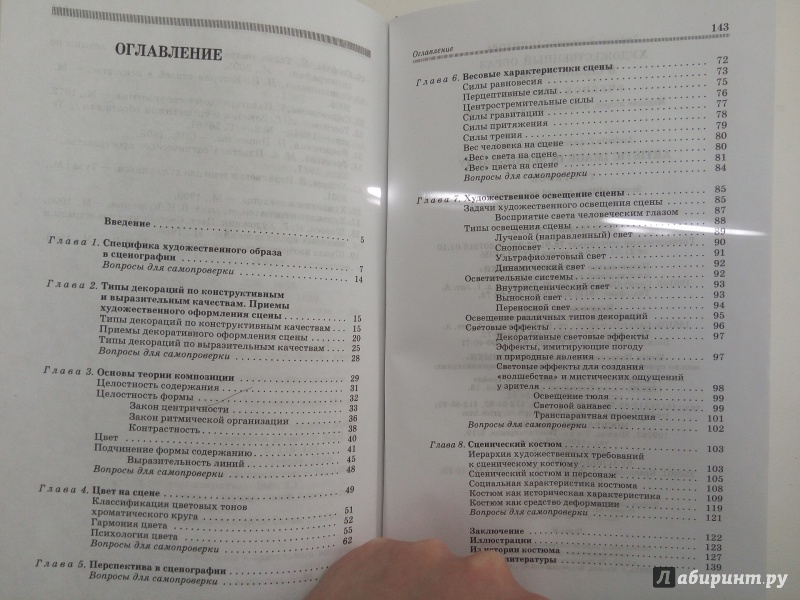 ОГЛАВЛЕНИЕ
Введение 5
Глава 1. Специфика художественного образа
в сценографии 7
Вопросы для самопроверки 14
Глава 2. Типы декораций по конструктивным
и выразительным качествам. Приемы
художественного оформления сцены 15
Типы декораций по конструктивным качествам 15
Приемы декоративного оформления сцены 20
Типы декораций по выразительным качествам 25
Вопросы для самопроверки 28
Глава 3. Основы теории композиции 29
Целостность содержания 31
Целостность формы 32
Закон центричности 33
Закон ритмической организации 36
Контрастность 38
Цвет 40
Подчинение формы содержанию 41
Выразительность линий 45
Вопросы для самопроверки 48
Глава 4. Цвет на сцене 49
Классификация цветовых тонов
хроматического круга 51
Гармония цвета 52
Психология цвета 55
Вопросы для самопроверки 62
Глава 5. Перспектива в сценографии
Вопросы для самопроверки
Оглавление 143
Глава 6. Весовые характеристики сцены 72
Силы равновесия 73
Перцептивные силы 75
Центростремительные силы 76
Силы гравитации 77
Силы притяжения 78
Силы трения 79
Вес человека на сцене 80
«Вес» света на сцене 80
«Вес» цвета на сцене 81
Вопросы для самопроверки 84
Глава 7. Художественное освещение сцены 85
Задачи художественного освещения сцены 85
Восприятие света человеческим глазом 87
Типы освещения сцены 88
Лучевой (направленный) свет 89
Снопосвет 90
Ультрафиолетовый свет 91
Динамический свет 92
Осветительные системы 92
Внутрисценический свет 93
Выносной свет 94
Переносной свет 94
Освещение различных типов декораций 95
Световые эффекты 96
Декоративные световые эффекты 97
Эффекты, имитирующие погоду
и природные явления 97
Световые эффекты для создания
«волшебства» и мистических ощущений
у зрителя 98
Освещение тюля 99
Световой занавес 99
Транспарантная проекция 101
Вопросы для самопроверки 102
Глава 8. Сценический костюм 103
Иерархия художественных требований
к сценическому костюму 103
Сценический костюм и персонаж 105
Социальная характеристика костюма 108
Костюм как историческая характеристика 109
Костюм как средство деформации 119
Вопросы для самопроверки 121
Заключение 122
Иллюстрации 123
Из истории костюма 127
литературы 139
Лабиринт.ру